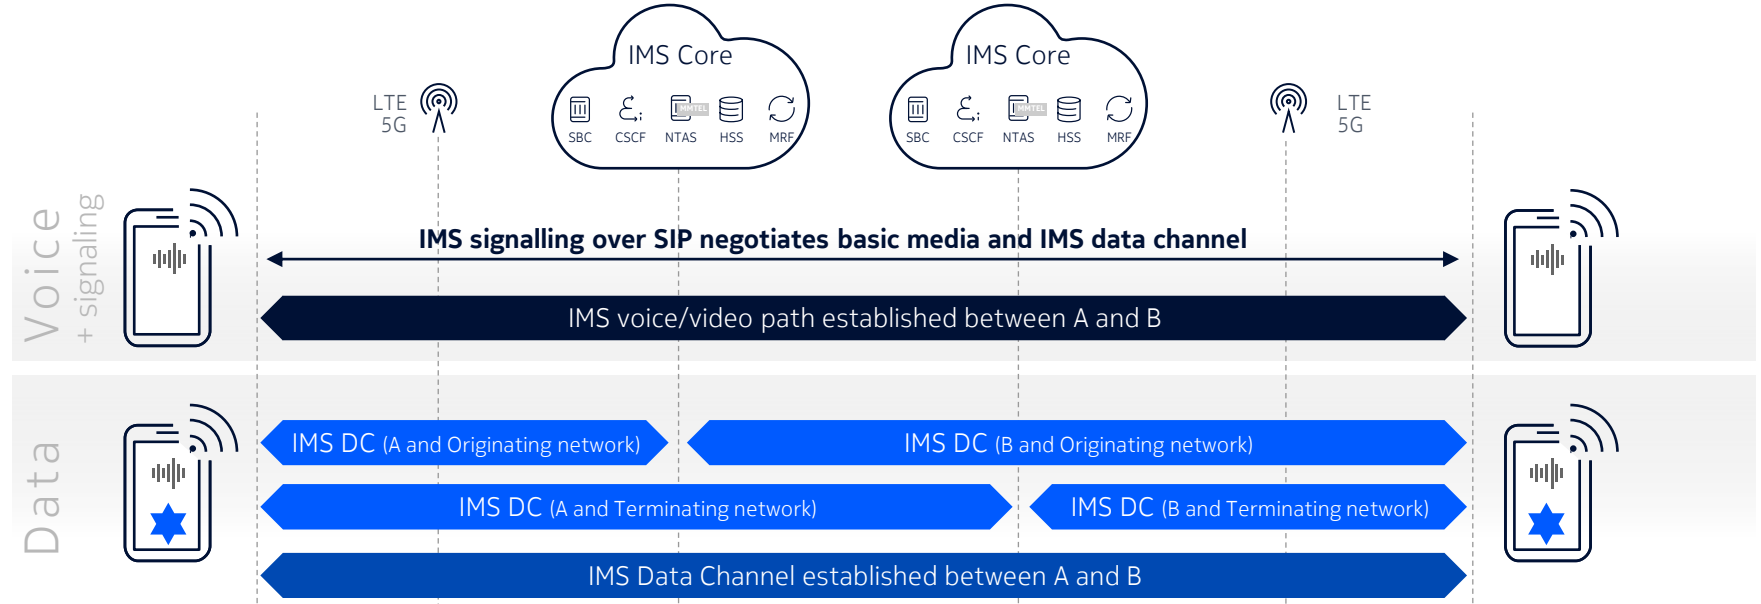 IMS Core
IMS Core
LTE
5G
LTE
5G
MMTEL
MMTEL
SBC CSCF NTAS HSS MRF
SBC CSCF NTAS HSS MRF
Voice
+ signaling
IMS signalling over SIP negotiates basic media and IMS data channel
IMS voice/video path established between A and B
Data
IMS DC (A and Originating network)
IMS DC (B and Originating network)
IMS DC (A and Terminating network)
IMS DC (B and Terminating network)
IMS Data Channel established between A and B